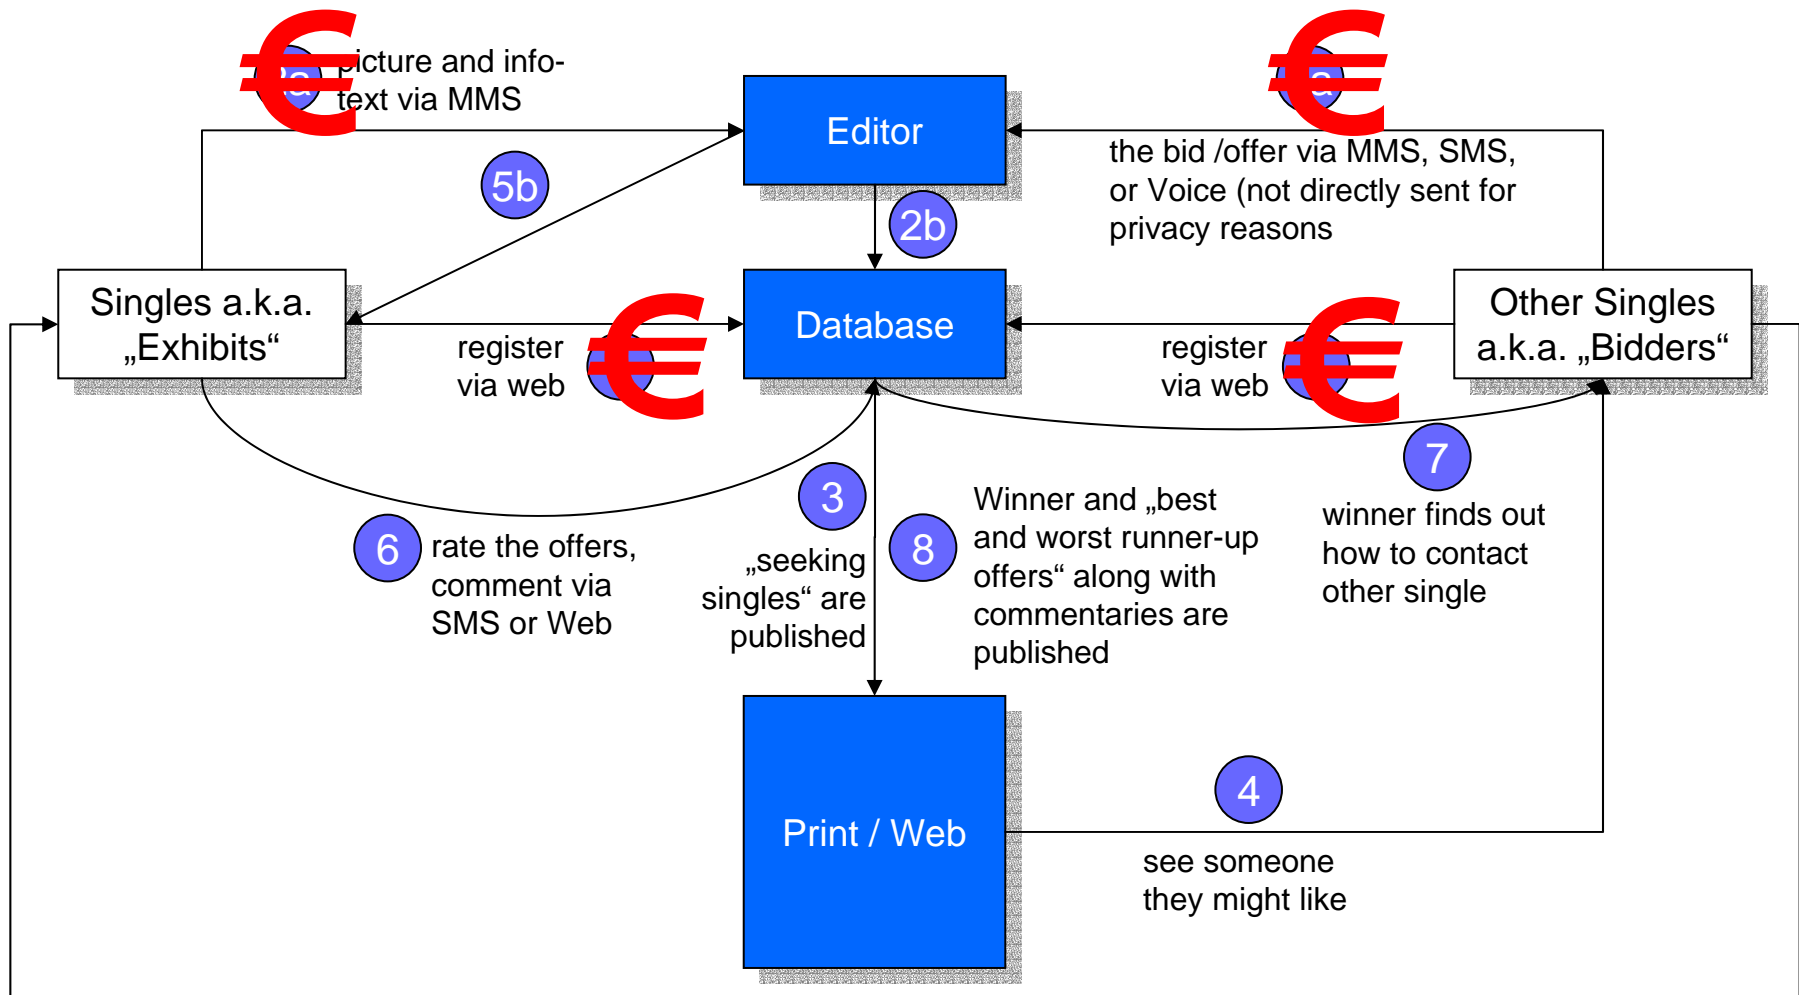 picture and info-
text via MMS
Editor
the bid /offer via MMS, SMS,
or Voice (not directly sent for
privacy reasons
5b
2b
Singles a.k.a.
„Exhibits“
Database
Other Singles
a.k.a. „Bidders“
register
via web
register
via web
7
winner finds out
how to contact
other single
3
„seeking
singles“ are
published
8
Winner and „best
and worst runner-up
offers“ along with
commentaries are
published
6
rate the offers,
comment via
SMS or Web
4
Print / Web
see someone
they might like
€
€
€
€